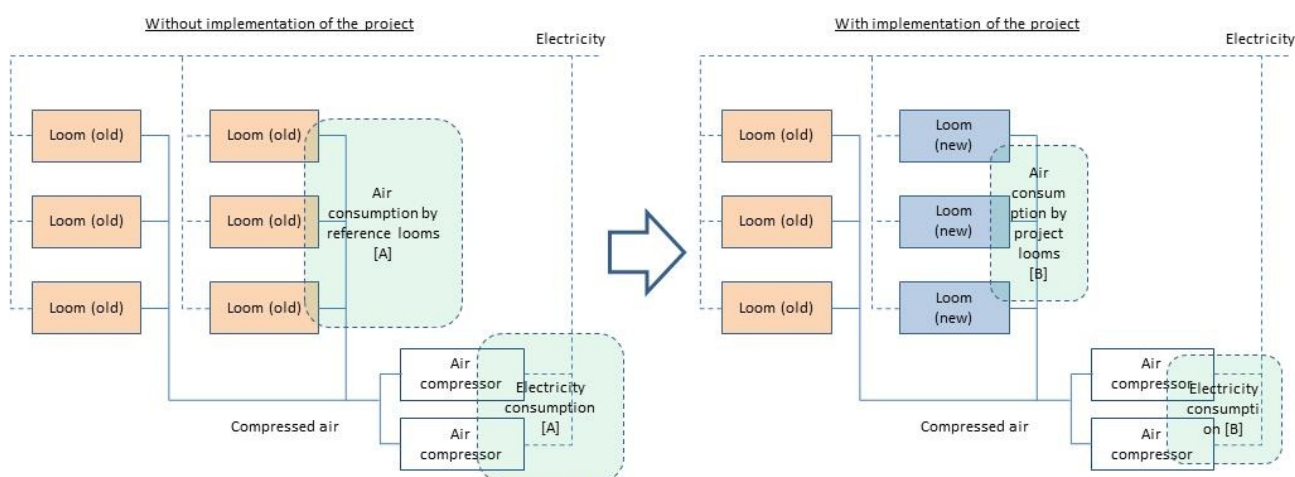 Without implementation of the project
Electricity
Loom (old)
Loom (old)
Loom (old)
Loom (old)
Loom (old)
Loom (old)
Air
consumption by
reference looms
[A]
Air
compressor
Air
compressor
Electricity
consumption
[A]
Compressed air
With implementation of the project
Electricity
Loom (old)
Loom
(new)
Loom (old)
Loom
(new)
Loom (old)
Loom
(new)
Air
consum
ption by
project
looms
[B]
Air
compressor
Air
compressor
Electricity
consumpti
on [B]
Compressed air